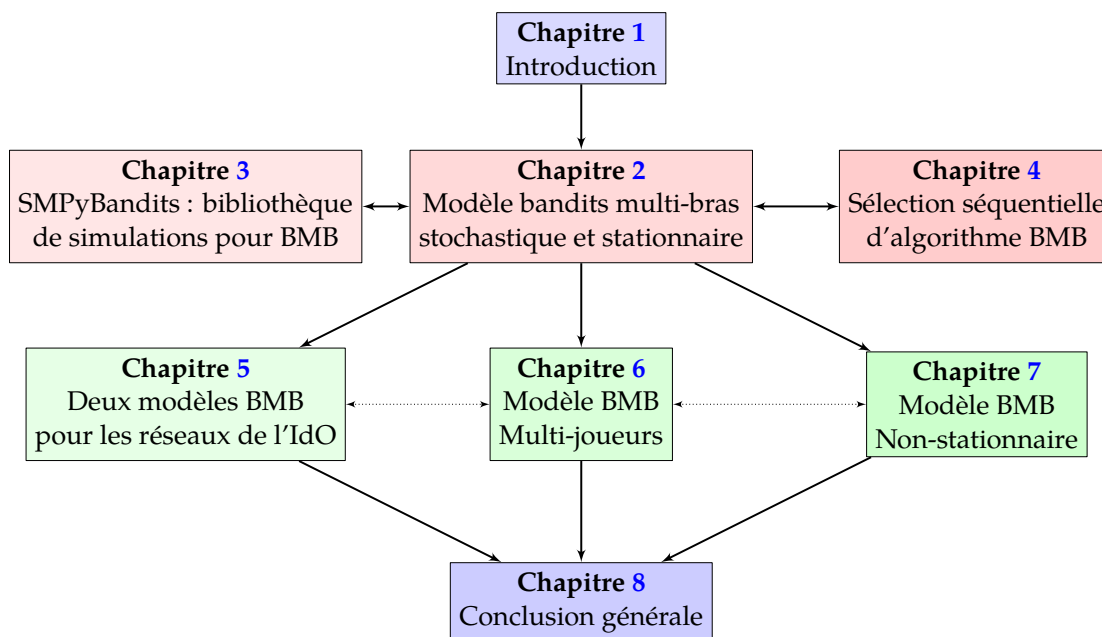 Chapitre 1
Introduction
Chapitre 3
SMPyBandits : bibliothèque
de simulations pour BMB
Chapitre 2
Modèle bandits multi-bras
stochastique et stationnaire
Chapitre 4
Sélection séquentielle
d'algorithme BMB
Chapitre 5
Deux modèles BMB
pour les réseaux de l'IdO
Chapitre 6
Modèle BMB
Multi-joueurs
Chapitre 7
Modèle BMB
Non-stationnaire
Chapitre 8
Conclusion générale